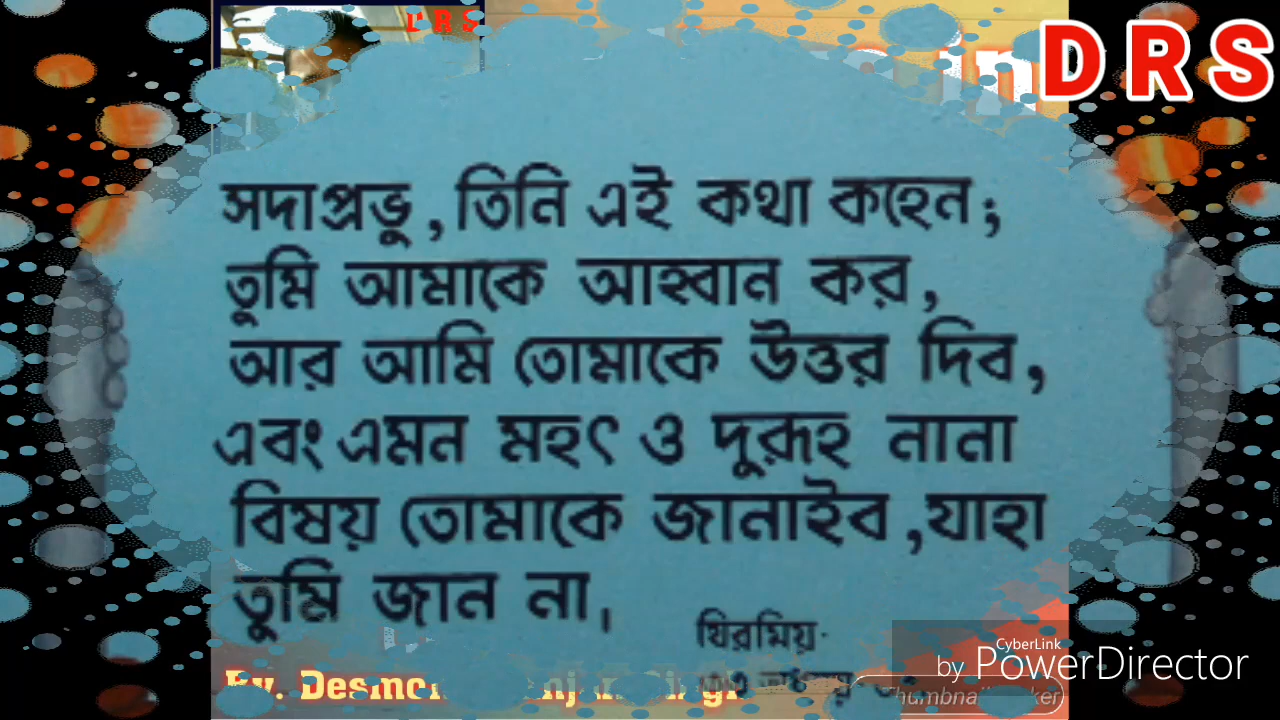 D R S
D R S
in
সদাপ্রভু, তিনি এই কথা কহেন;
তুমি আমাকে আহ্বান কর,
আর আমি তোমাকে উত্তর দিব,
এবং এমন মহৎ ও দুরূহ নানা
বিষয় তোমাকে জানাইব, যাহা
তুমি জান না।
যিরমিয়
CyberLink
by PowerDirector